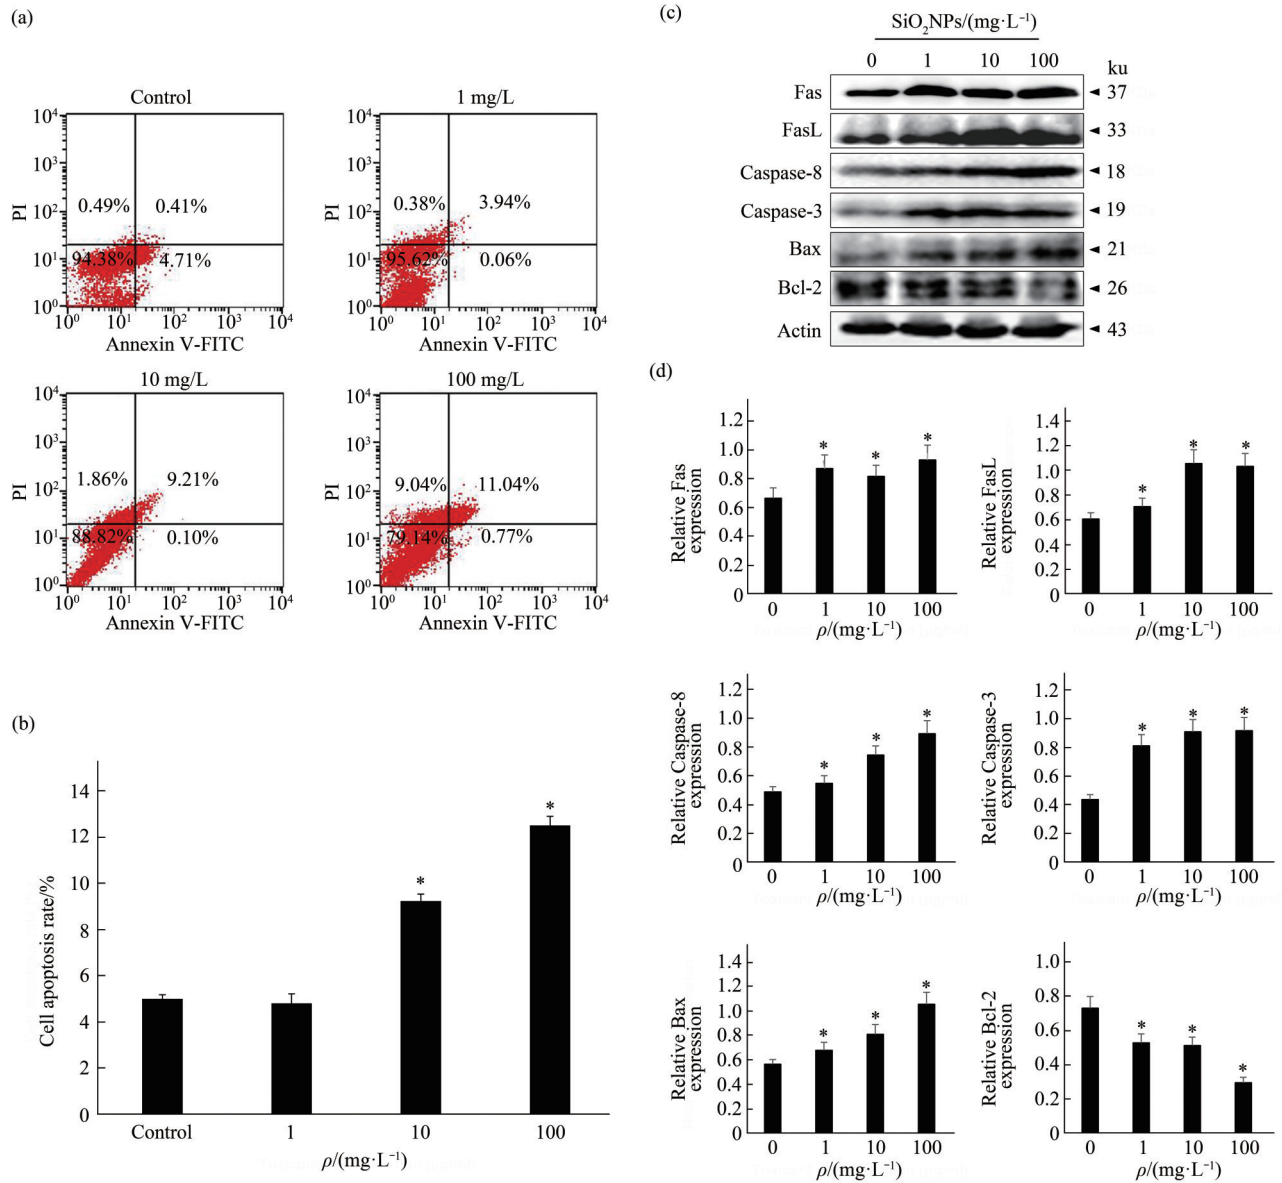 (a)
Control
10⁴
10³
10²
10¹
10⁰
PI
0.49%
0.41%
94.38%
4.71%
10⁰
10¹
10²
10³
10⁴
Annexin V-FITC
1 mg/L
10⁴
10³
10²
10¹
10⁰
PI
0.38%
3.94%
95.62%
0.06%
10⁰
10¹
10²
10³
10⁴
Annexin V-FITC
10 mg/L
10⁴
10³
10²
10¹
10⁰
PI
1.86%
9.21%
88.82%
0.10%
10⁰
10¹
10²
10³
10⁴
Annexin V-FITC
100 mg/L
10⁴
10³
10²
10¹
10⁰
PI
9.04%
11.04%
79.14%
0.77%
10⁰
10¹
10²
10³
10⁴
Annexin V-FITC
(b)
Cell apoptosis rate/%
14
12
10
8
6
4
2
0
*
*
Control
1
10
100
ρ/(mg·L⁻¹)
(c)
SiO₂NPs/(mg·L⁻¹)
0 1 10 100
ku
Fas
37
FasL
33
Caspase-8
18
Caspase-3
19
Bax
21
Bcl-2
26
Actin
43
(d)
Relative Fas
expression
1.2
1.0
0.8
0.6
0.4
0.2
0
*
*
*
0 1 10 100
ρ/(mg·L⁻¹)
Relative FasL
expression
1.4
1.2
1.0
0.8
0.6
0.4
0.2
0
*
*
*
0 1 10 100
ρ/(mg·L⁻¹)
Relative Caspase-8
expression
1.2
1.0
0.8
0.6
0.4
0.2
0
*
*
*
0 1 10 100
ρ/(mg·L⁻¹)
Relative Caspase-3
expression
1.2
1.0
0.8
0.6
0.4
0.2
0
*
*
*
0 1 10 100
ρ/(mg·L⁻¹)
Relative Bax
expression
1.4
1.2
1.0
0.8
0.6
0.4
0.2
0
*
*
*
0 1 10 100
ρ/(mg·L⁻¹)
Relative Bcl-2
expression
1.0
0.8
0.6
0.4
0.2
0
*
*
*
0 1 10 100
ρ/(mg·L⁻¹)